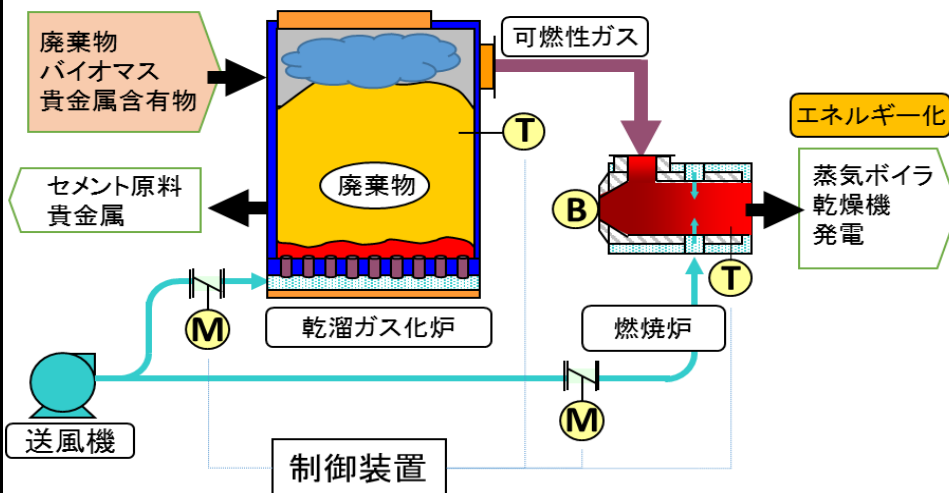 廃棄物
バイオマス
貴金属含有物
可燃性ガス
エネルギー化
T
廃棄物
セメント原料
貴金属
B
蒸気ボイラ
乾燥機
発電
T
M
乾溜ガス化炉
燃焼炉
M
送風機
制御装置